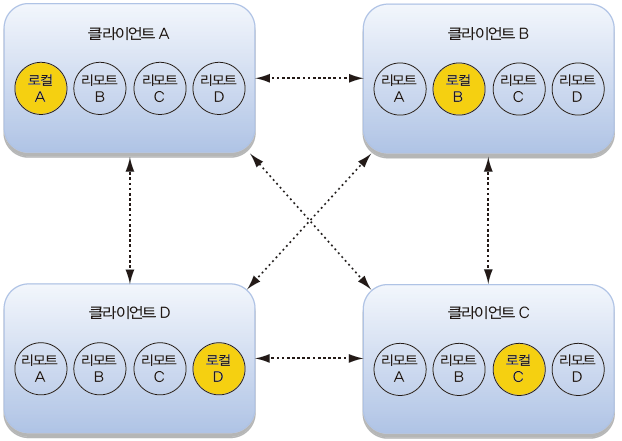 클라이언트 A
로컬 리모트 리모트 리모트
A B C D
클라이언트 B
리모트 로컬 리모트 리모트
A B C D
클라이언트 D
리모트 리모트 리모트 로컬
A B C D
클라이언트 C
리모트 리모트 로컬 리모트
A B C D